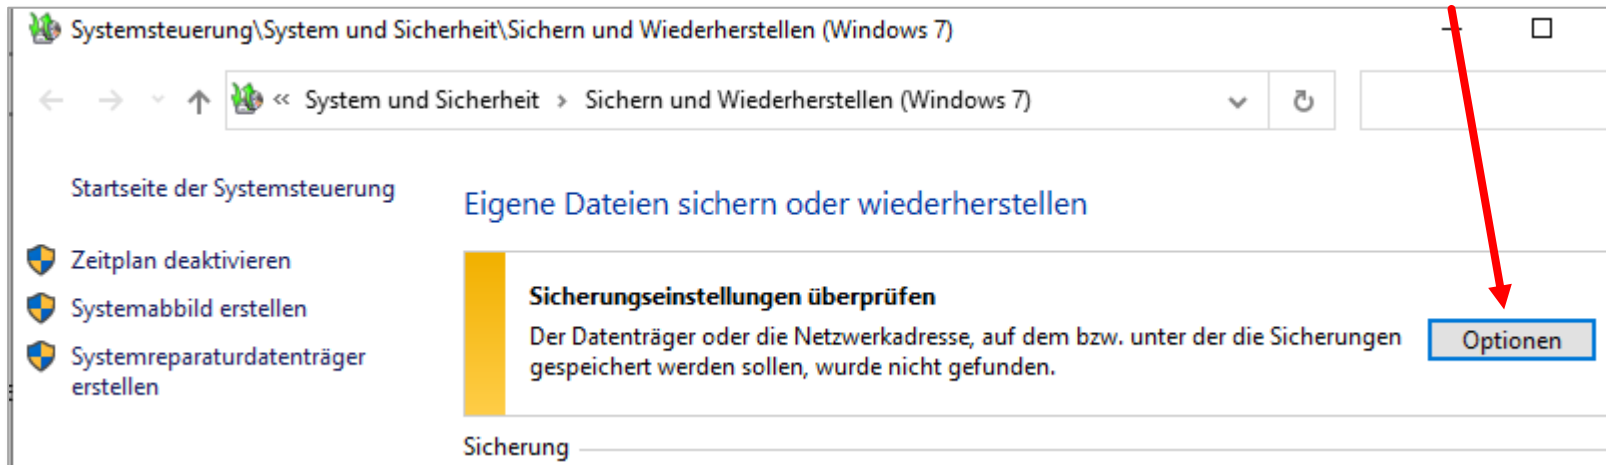 Systemsteuerung\System und Sicherheit\Sichern und Wiederherstellen (Windows 7)
« System und Sicherheit › Sichern und Wiederherstellen (Windows 7)
Startseite der Systemsteuerung
Eigene Dateien sichern oder wiederherstellen
Zeitplan deaktivieren
Systemabbild erstellen
Systemreparaturdatenträger
erstellen
Sicherungseinstellungen überprüfen
Der Datenträger oder die Netzwerkadresse, auf dem bzw. unter der die Sicherungen
gespeichert werden sollen, wurde nicht gefunden.
Optionen
Sicherung